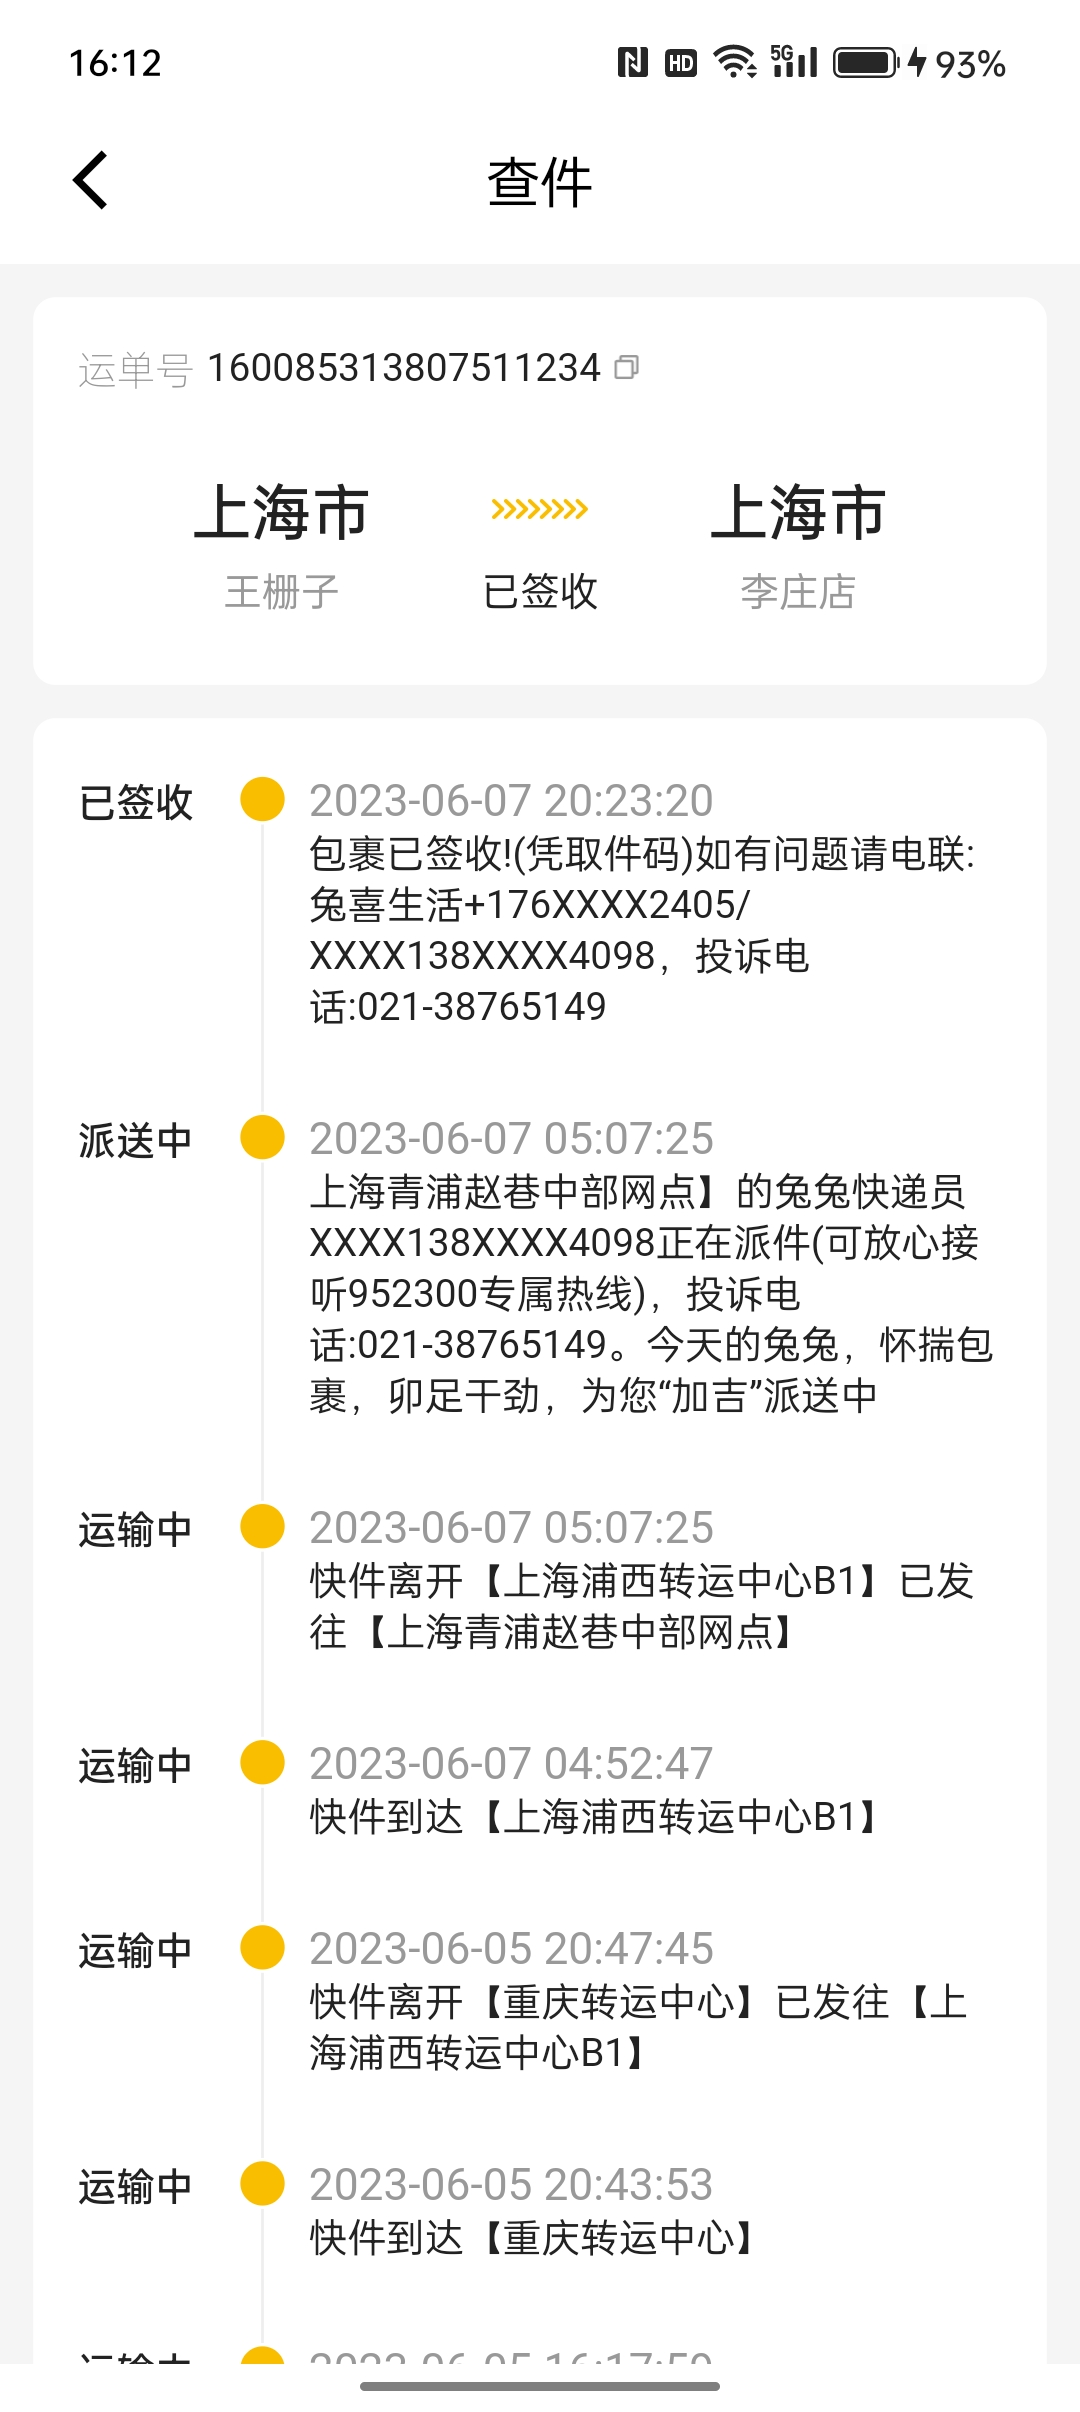 16:12
HD 5G 93%
查件
运单号 160085313807511234
上海市 上海市
王栅子 已签收 李庄店
已签收 2023-06-07 20:23:20
包裹已签收!(凭取件码)如有问题请电联:
兔喜生活+176XXXX2405/
XXXX138XXXX4098，投诉电
话:021-38765149
派送中 2023-06-07 05:07:25
上海青浦赵巷中部网点】的兔兔快递员
XXXX138XXXX4098正在派件(可放心接
听952300专属热线)，投诉电
话:021-38765149。今天的兔兔，怀揣包
裹，卯足干劲，为您“加吉”派送中
运输中 2023-06-07 05:07:25
快件离开【上海浦西转运中心B1】已发
往【上海青浦赵巷中部网点】
运输中 2023-06-07 04:52:47
快件到达【上海浦西转运中心B1】
运输中 2023-06-05 20:47:45
快件离开【重庆转运中心】已发往【上
海浦西转运中心B1】
运输中 2023-06-05 20:43:53
快件到达【重庆转运中心】